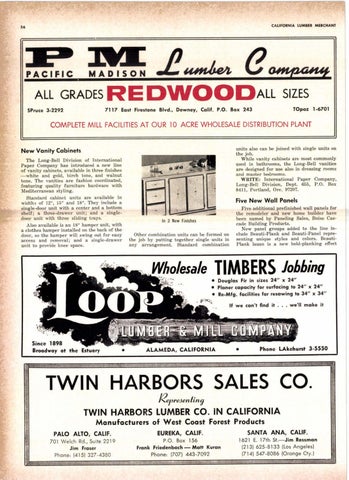 36
CALIFORNIA LUMBER MERCHANT
PM Lumber Company
PACIFIC MADISON
ALL GRADES REDWOOD ALL SIZES
SPruce 3-2292 7117 East Firestone Blvd., Downey, Calif. P.O. Box 243 TOpaz 1-6701
COMPLETE MILL FACILITIES AT OUR 10 ACRE WHOLESALE DISTRIBUTION PLANT
New Vanity Cabinets
The Long-Bell Division of International
Paper Company has introduced a new line
of vanity cabinets, available in three finishes
—white and gold, birch tone, and walnut
tone. The vanities are fashion coordinated,
featuring quality furniture hardware with
Mediterranean styling.
Standard cabinet units are available in
widths of 12", 15" and 18". They include a
single-door unit with a center and a bottom
shelf; a three-drawer unit; and a single-
door unit with three sliding trays.
Also available is an 18" hamper unit, with
a clothes hamper installed on the back of the
door, so the hamper will swing out for easy
access and removal; and a single-drawer
unit to provide knee space.
In 3 New Finishes
Other combination units can be formed on
the job by putting together single units in
any arrangement. Standard combination
units also can be joined with single units on
the job.
While vanity cabinets are most commonly
used in bathrooms, the Long-Bell vanities
are designed for use also in dressing rooms
and master bedrooms.
WRITE: International Paper Company,
Long-Bell Division, Dept. 405, P.O. Box
8411, Portland, Ore. 97207.
Five New Wall Panels
Five additional prefinished wall panels for
the remodeler and new home builder have
been named by Paneling Sales, Boise Cas-
cade Building Products.
New panel groups added to the line in-
clude Beauti-Plank and Beauti-Panel repre-
senting unique styles and colors. Beauti-
Plank bears is a new hole-plunking effect
Wholesale TIMBERS Jobbing
• Douglas Fir in sizes 24" x 24"
• Planer capacity for surfacing to 24" x 24"
• Re-Mfg. facilities for resawing to 34" x 34"
If we can't find it . . . we'll make it
LOOP
LUMBER & MILL COMPANY
Since 1898
Broadway at the Estuary • ALAMEDA, CALIFORNIA • Phone LAkehurst 3-5550
TWIN HARBORS SALES CO.
Representing
TWIN HARBORS LUMBER CO. IN CALIFORNIA
Manufacturers of West Coast Forest Products
PALO ALTO, CALIF.
701 Welch Rd., Suite 2219
Jim Fraser
Phone: (415) 327-4380
EUREKA, CALIF.
P.O. Box 156
Frank Friedenbach—Matt Kuran
Phone: (707) 443-7092
SANTA ANA, CALIF.
1621 E. 17th St.—Jim Rossman
(213) 625-8133 (Los Angeles)
(714) 547-8086 (Orange Cty.)